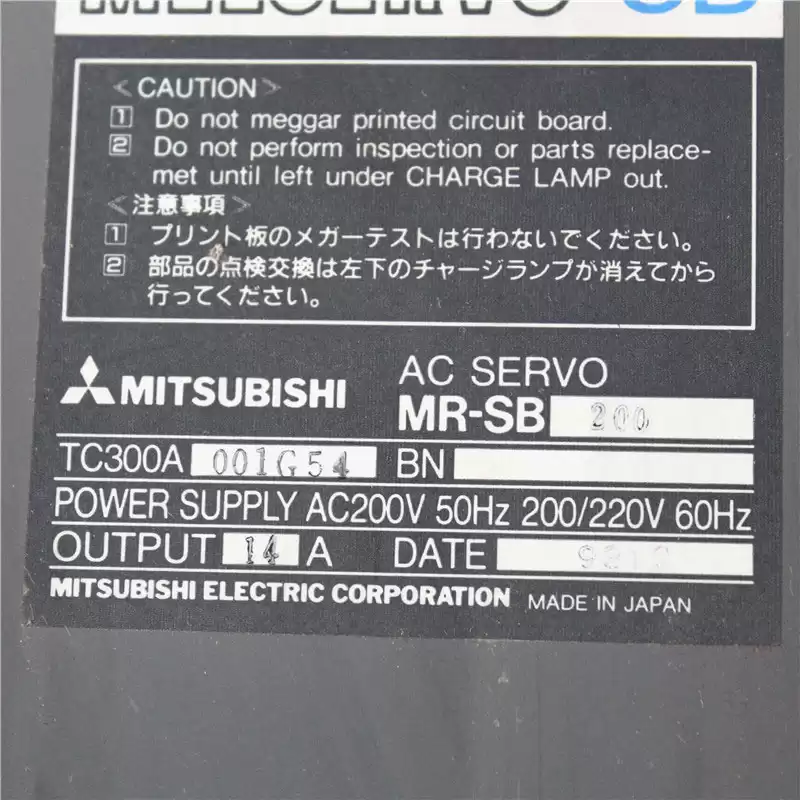 MELSERVO-SB
< CAUTION >
1 Do not meggar printed circuit board.
2 Do not perform inspection or parts replace-
met until left under CHARGE LAMP out.
<注意事項>
1 プリント板のメガーテストは行わないでください。
2 部品の点検交換は左下のチャージランプが消えてから
行ってください。
MITSUBISHI
AC SERVO
MR-SB 200
TC300A 001G54 BN
POWER SUPPLY AC200V 50Hz 200/220V 60Hz
OUTPUT 14 A DATE
MITSUBISHI ELECTRIC CORPORATION MADE IN JAPAN